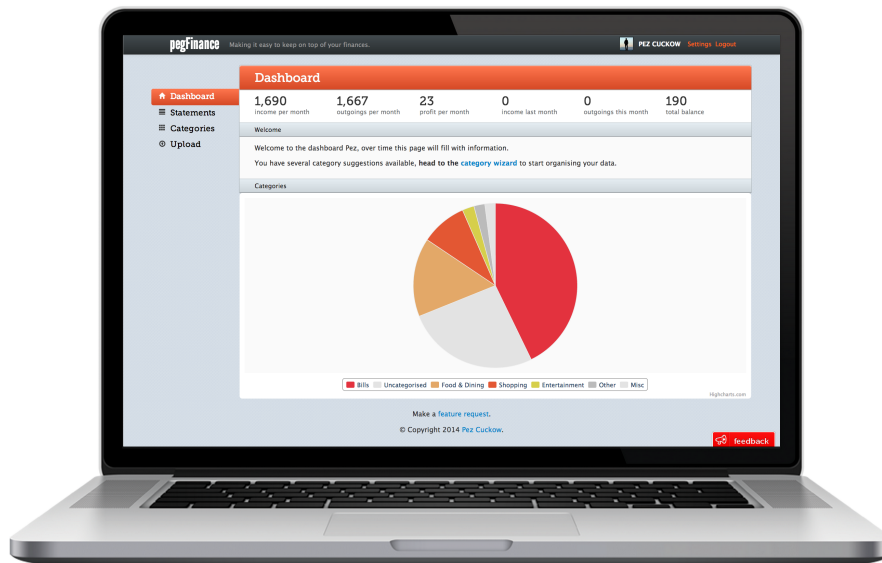 pegFinance Making it easy to keep on top of your finances. PEZ CUCKOW Settings Logout
Dashboard
Statements
Categories
Upload
Dashboard
1,690 1,667 23 0 0 190
income per month outgoings per month profit per month income last month outgoings this month total balance
Welcome
Welcome to the dashboard Pez, over time this page will fill with information.
You have several category suggestions available, head to the category wizard to start organising your data.
Categories
Bills Uncategorised Food & Dining Shopping Entertainment Other Misc
Highcharts.com
Make a feature request.
© Copyright 2014 Pez Cuckow.
feedback